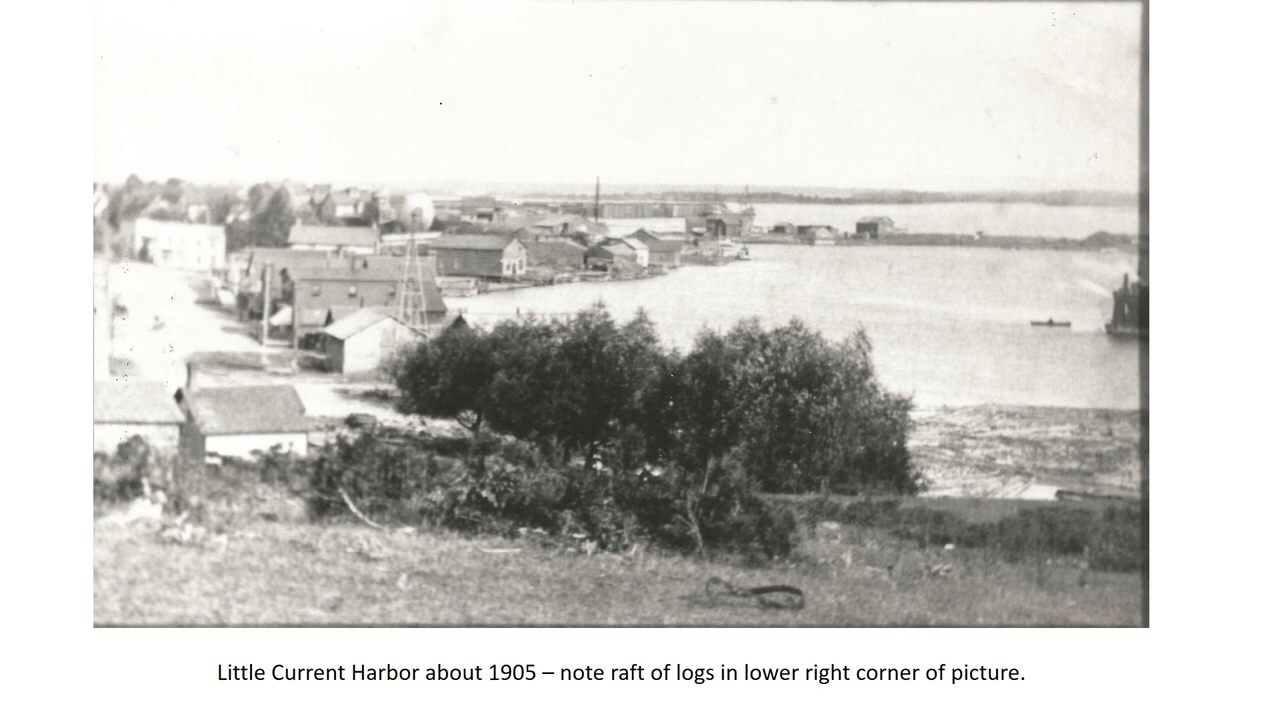 Little Current Harbor about 1905 – note raft of logs in lower right corner of picture.